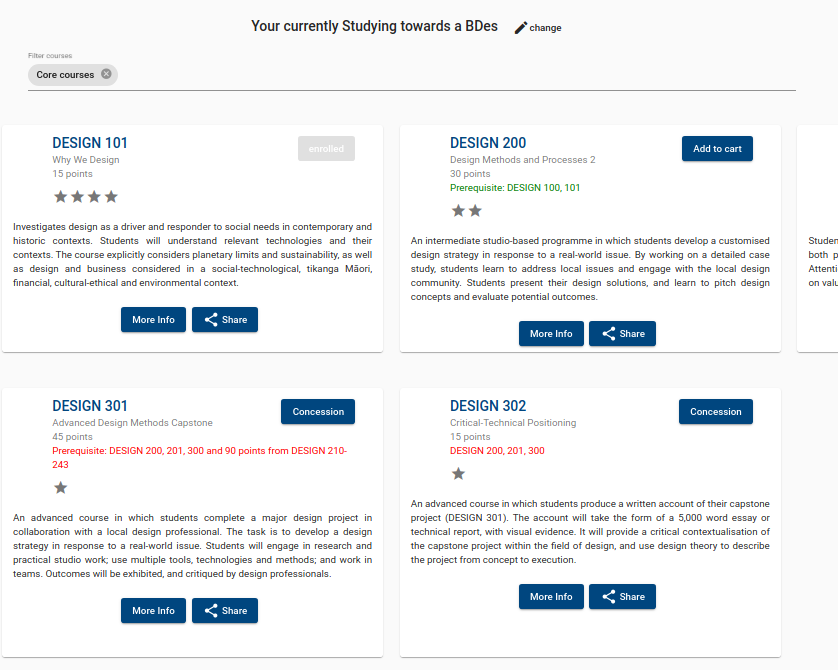 Your currently Studying towards a BDes
change
Filter courses
Core courses
DESIGN 101
enrolled
Why We Design
15 points
Investigates design as a driver and responder to social needs in contemporary and
historic contexts. Students will understand relevant technologies and their
contexts. The course explicitly considers planetary limits and sustainability, as well
as design and business considered in a social-technological, tikanga Māori,
financial, cultural-ethical and environmental context.
More Info
Share
DESIGN 200
Add to cart
Design Methods and Processes 2
30 points
Prerequisite: DESIGN 100, 101
An intermediate studio-based programme in which students develop a customised
design strategy in response to a real-world issue. By working on a detailed case
study, students learn to address local issues and engage with the local design
community. Students present their design solutions, and learn to pitch design
concepts and evaluate potential outcomes.
More Info
Share
both
on
DESIGN 301
Concession
Advanced Design Methods Capstone
45 points
Prerequisite: DESIGN 200, 201, 300 and 90 points from DESIGN 210-
243
An advanced course in which students complete a major design project in
collaboration with a local design professional. The task is to develop a design
strategy in response to a real-world issue. Students will engage in research and
practical studio work; use multiple tools, technologies and methods; and work in
teams. Outcomes will be exhibited, and critiqued by design professionals.
More Info
Share
DESIGN 302
Concession
Critical-Technical Positioning
15 points
DESIGN 200, 201, 300
An advanced course in which students produce a written account of their capstone
project (DESIGN 301). The account will take the form of a 5,000 word essay or
technical report, with visual evidence. It will provide a critical contextualisation of
the capstone project within the field of design, and use design theory to describe
the project from concept to execution.
More Info
Share